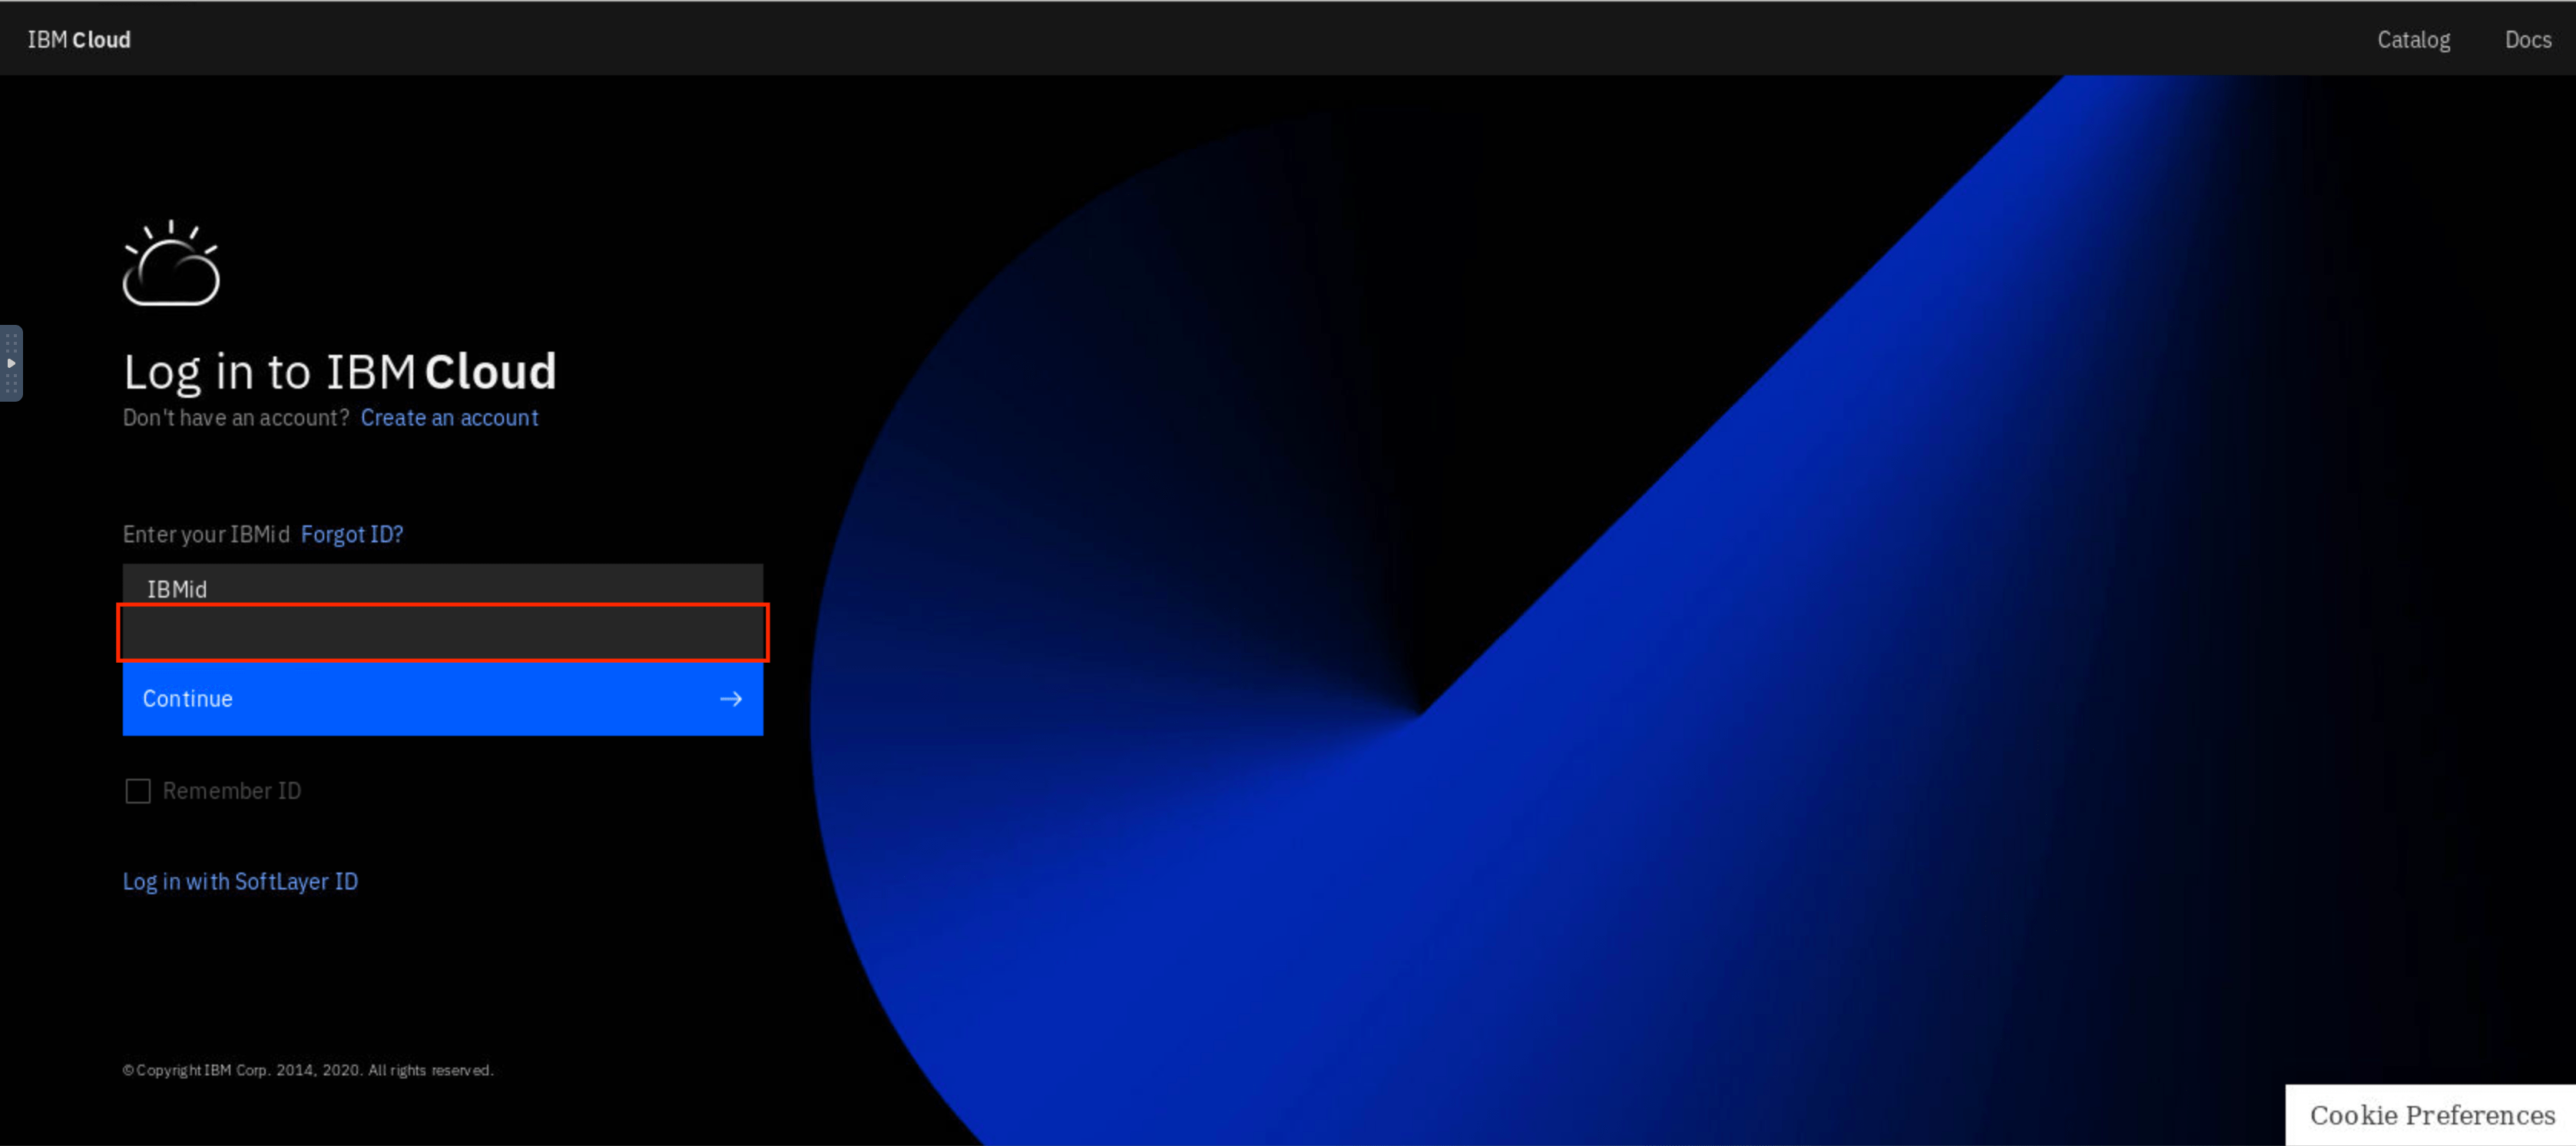 IBM Cloud
Catalog
Docs
Log in to IBM Cloud
Don't have an account? Create an account
Enter your IBMid Forgot ID?
IBMid
Continue
Remember ID
Log in with SoftLayer ID
© Copyright IBM Corp. 2014, 2020. All rights reserved.
Cookie Preferences